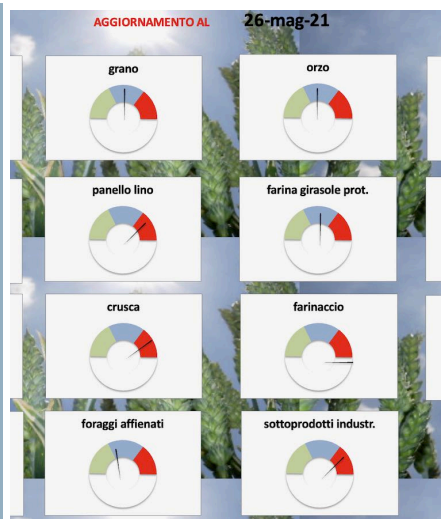 AGGIORNAMENTO AL 26-mag-21
grano orzo
panello lino farina girasole prot.
crusca farinaccio
foraggi affienati sottoprodotti industr.